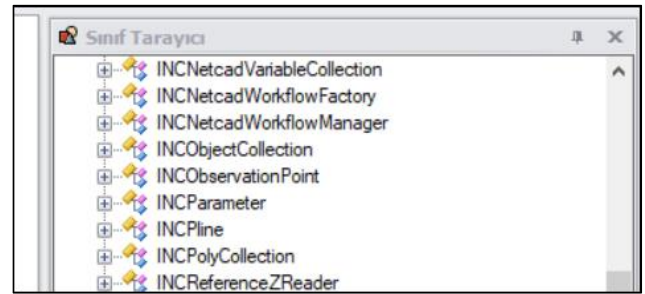 Sınıf Tarayıcı
INCNetcadVariableCollection
INCNetcadWorkflowFactory
INCNetcadWorkflowManager
INCObjectCollection
INCObservationPoint
INCParameter
INCPline
INCPolyCollection
INCReferenceZReader